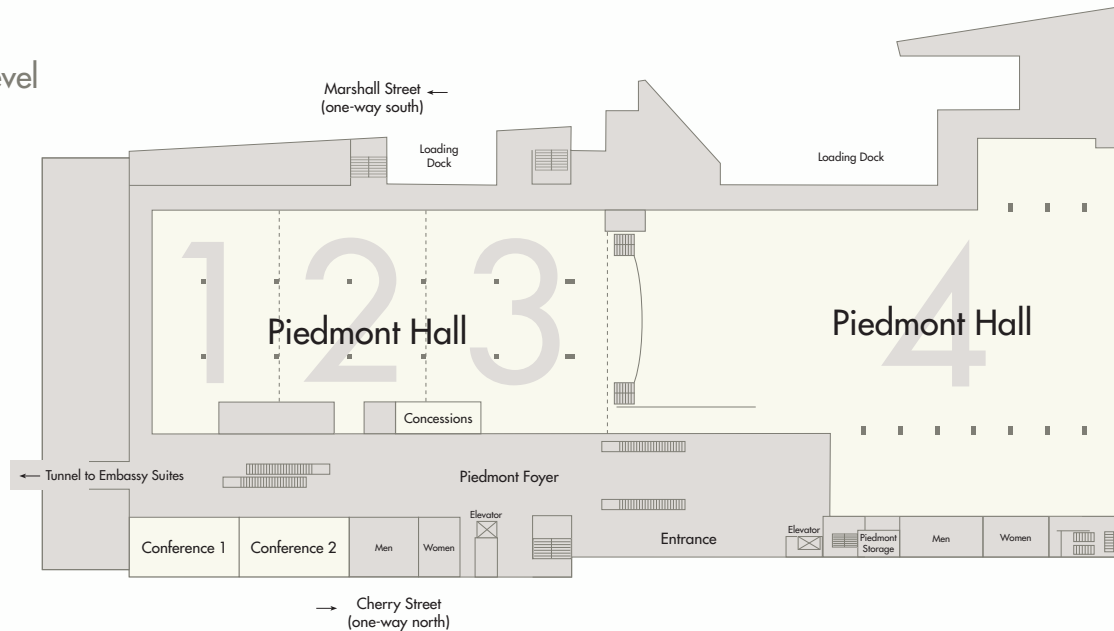 Marshall Street
(one-way south)
Loading
Dock
Loading Dock
1
2
3
4
Piedmont Hall
Piedmont Hall
Concessions
Tunnel to Embassy Suites
Piedmont Foyer
Elevator
Conference 1
Conference 2
Men
Women
Entrance
Elevator
Piedmont
Storage
Men
Women
Cherry Street
(one-way north)